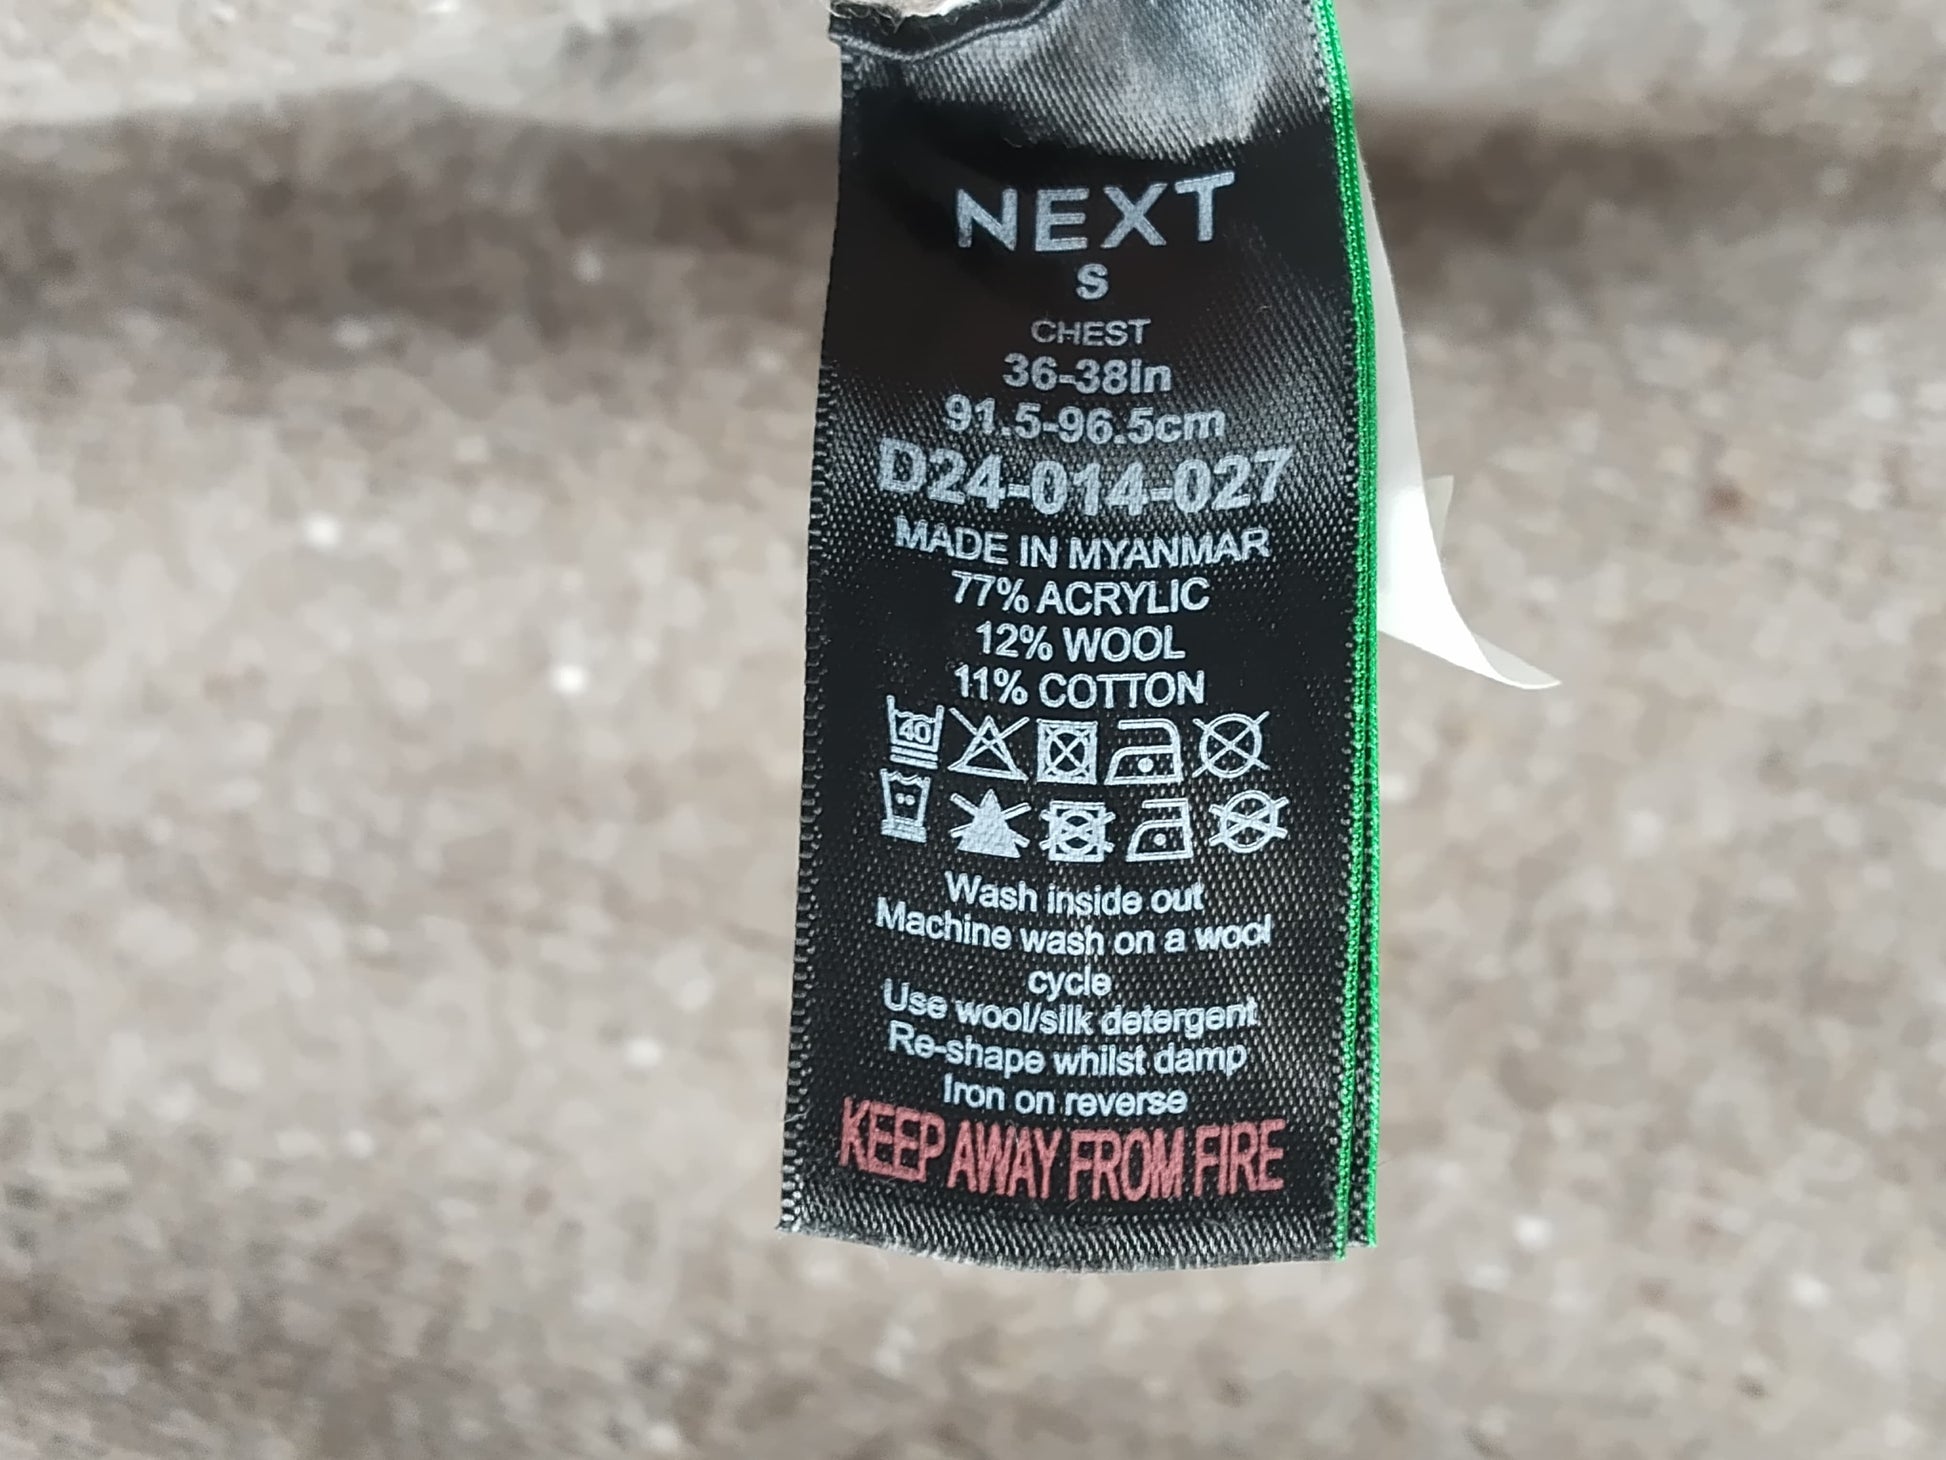 NEXT
S
CHEST
36-38in
91.5-96.5cm
D24-014-027
MADE IN MYANMAR
77% ACRYLIC
12% WOOL
11% COTTON
40
Wash inside out
Machine wash on a wool
cycle
Use wool/silk detergent
Re-shape whilst damp
Iron on reverse
KEEP AWAY FROM FIRE